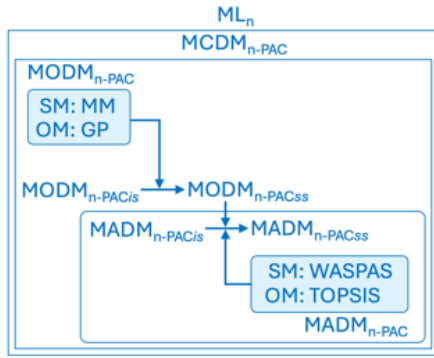 MLₙ
MCDMₙ₋PAC
MODMₙ₋PAC
SM: MM
OM: GP
MODMₙ₋PACis MODMₙ₋PACss
MADMₙ₋PACis MADMₙ₋PACss
SM: WASPAS
OM: TOPSIS
MADMₙ₋PAC